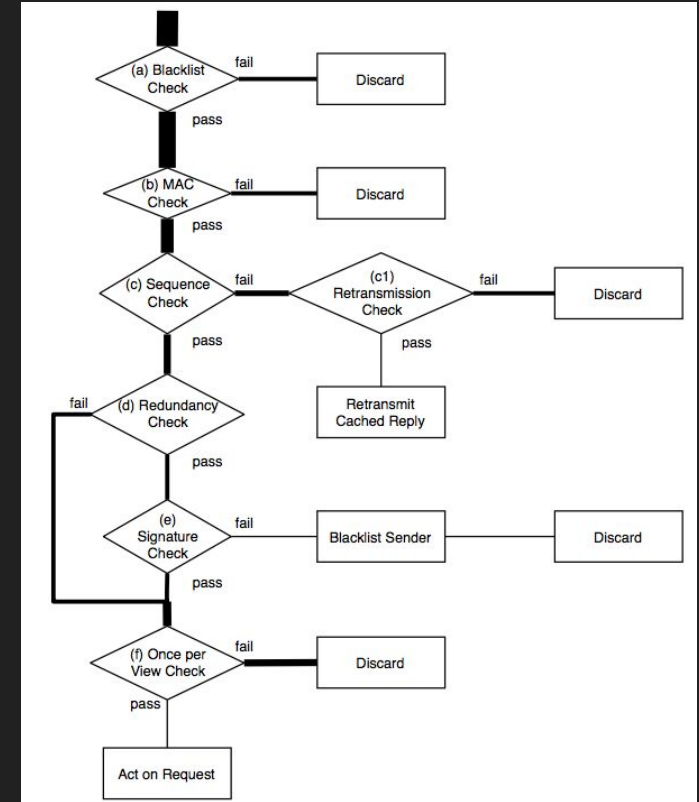 (a) Blacklist
Check
fail
Discard
pass
(b) MAC
Check
fail
Discard
pass
(c) Sequence
Check
fail
(c1)
Retransmission
Check
fail
Discard
pass
pass
Retransmit
Cached Reply
fail
(d) Redundancy
Check
pass
(e)
Signature
Check
fail
Blacklist Sender
Discard
pass
(f) Once per
View Check
fail
Discard
pass
Act on Request